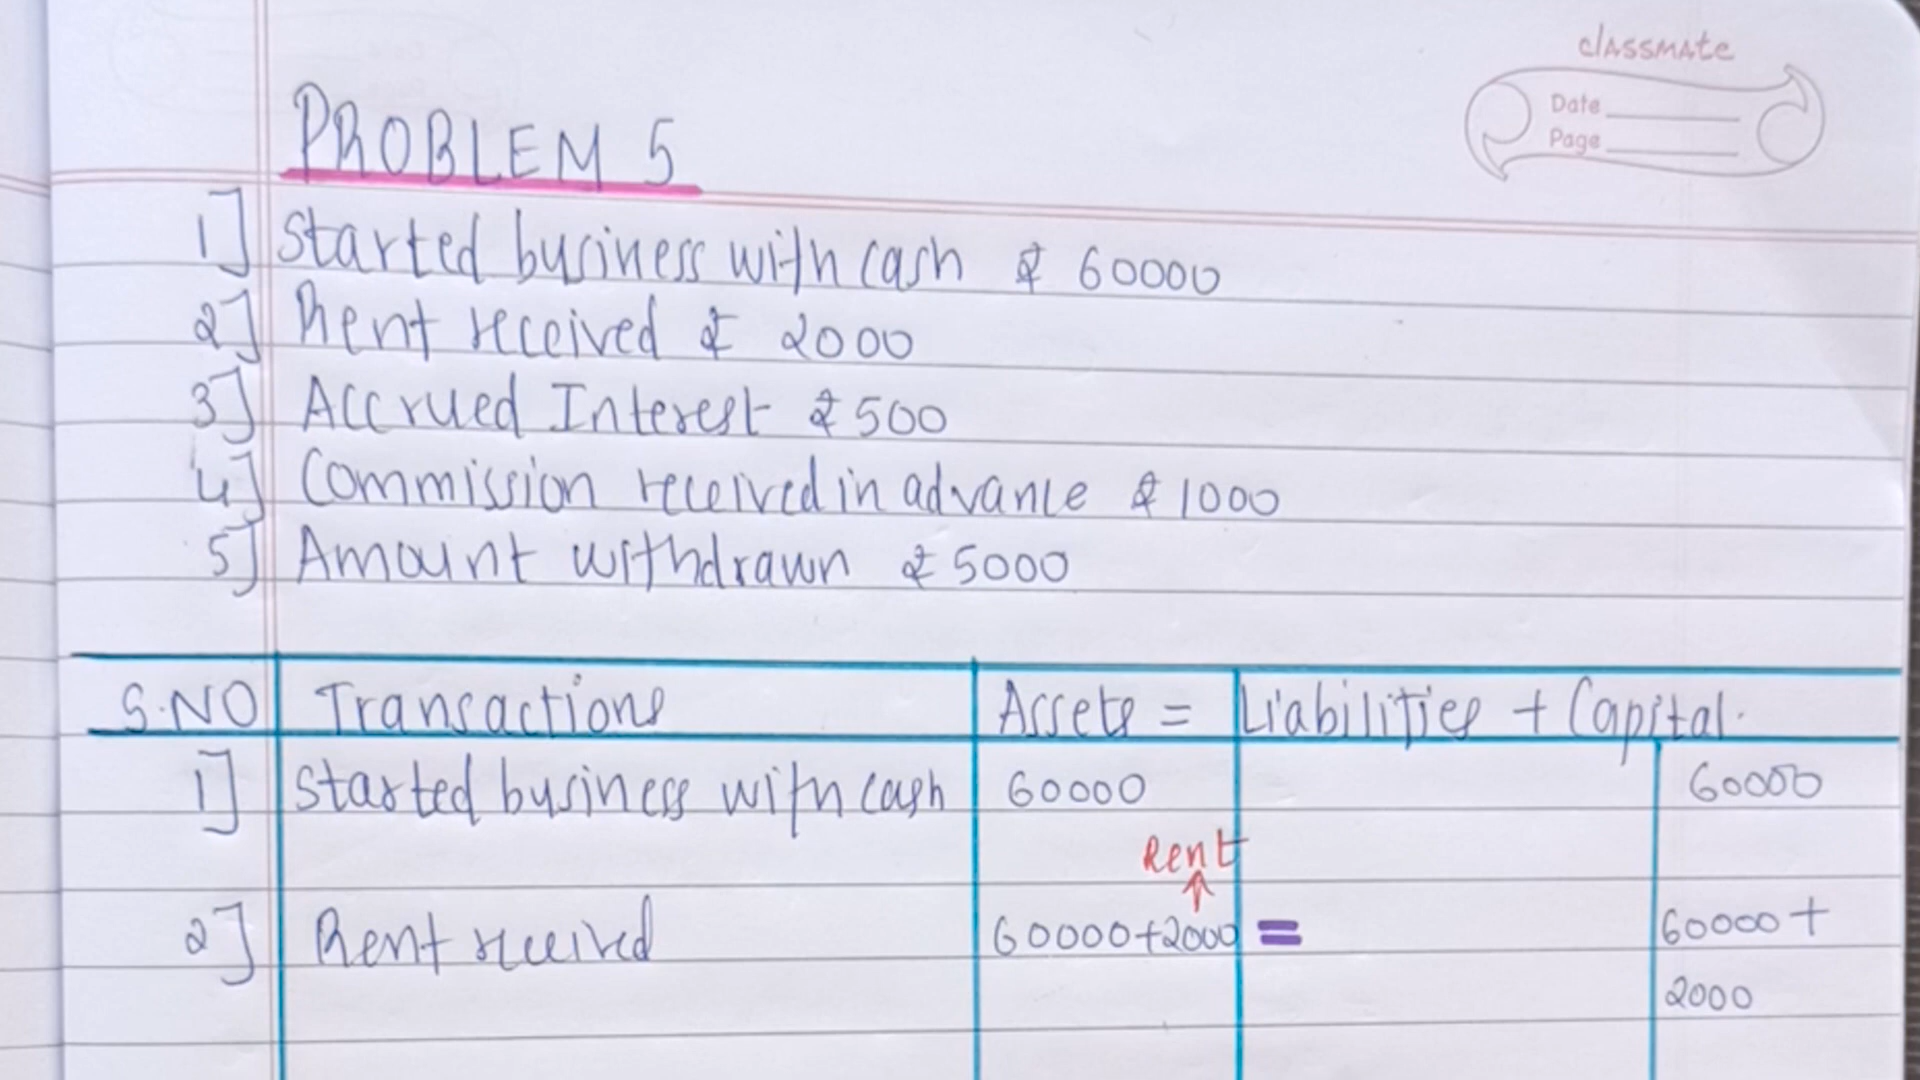 classmate
Date
Page
PROBLEM 5
1] Started business with cash ₹ 60000
2] Rent received ₹ 2000
3] Accrued Interest ₹ 500
4] Commission received in advance ₹ 1000
5] Amount withdrawn ₹ 5000
S.NO Transactions Assets = Liabilities + Capital.
1] Started business with cash 60000 60000
Rent
2] Rent received 60000+2000 = 60000+
2000